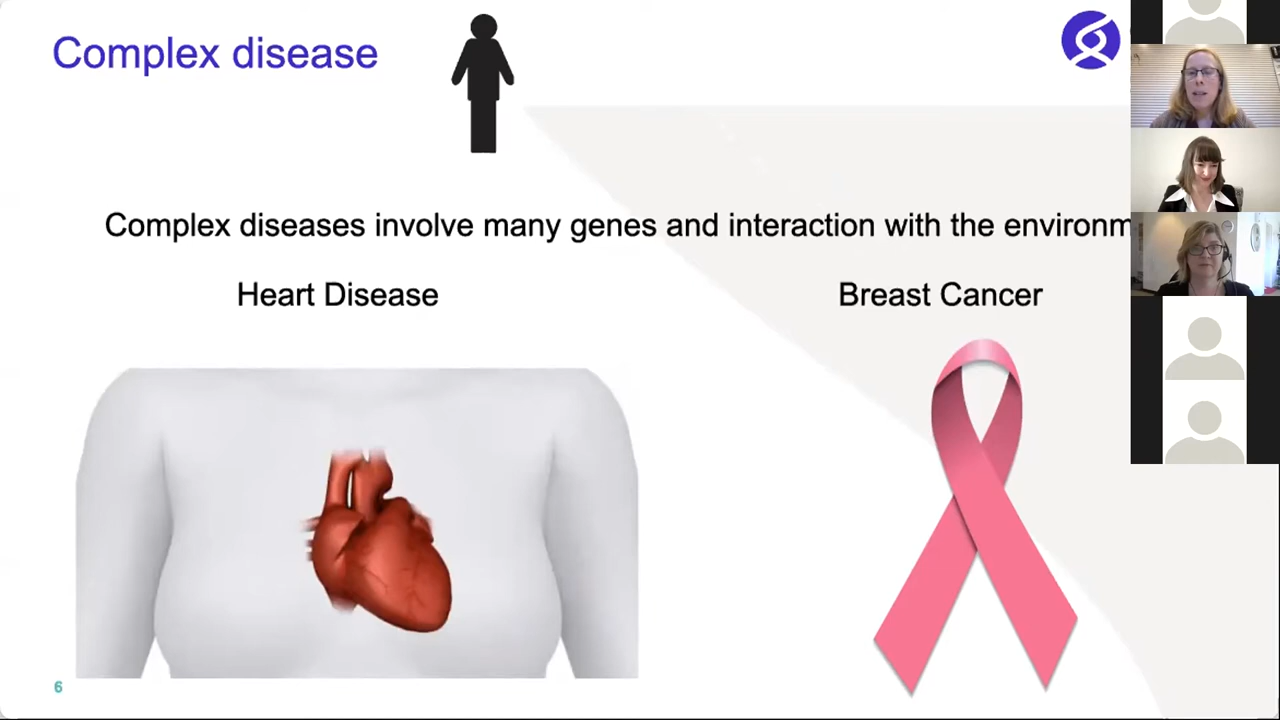 Complex disease
Complex diseases involve many genes and interaction with the environm
Heart Disease
Breast Cancer
6